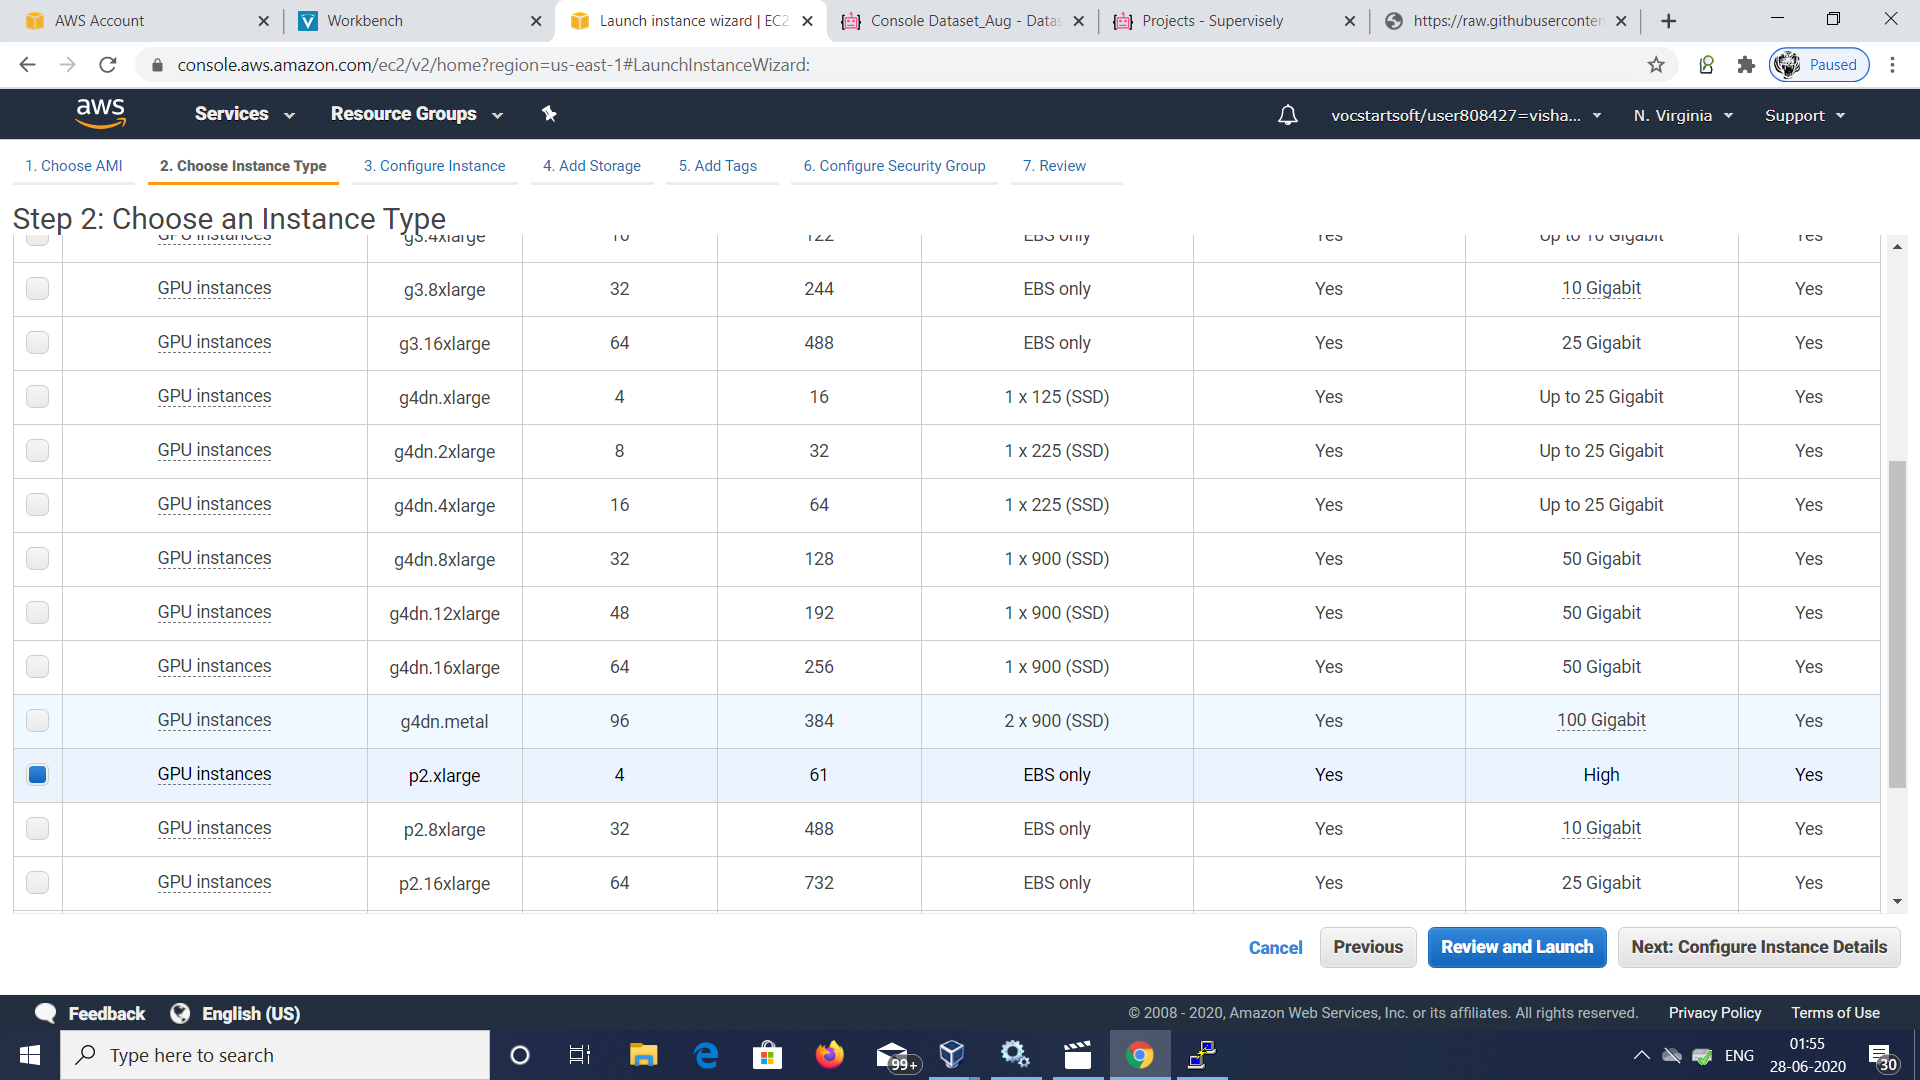 AWS Account
Workbench
Launch instance wizard | EC2
Console Dataset_Aug - Datas
Projects - Supervisely
https://raw.githubuserconten
console.aws.amazon.com/ec2/v2/home?region=us-east-1#LaunchInstanceWizard:
Paused
aws
Services
Resource Groups
vocstartsoft/user808427=visha...
N. Virginia
Support
1. Choose AMI
2. Choose Instance Type
3. Configure Instance
4. Add Storage
5. Add Tags
6. Configure Security Group
7. Review
Step 2: Choose an Instance Type
GPU instances g3.4xlarge 16 122 EBS only Yes Up to 10 Gigabit Yes
GPU instances g3.8xlarge 32 244 EBS only Yes 10 Gigabit Yes
GPU instances g3.16xlarge 64 488 EBS only Yes 25 Gigabit Yes
GPU instances g4dn.xlarge 4 16 1 x 125 (SSD) Yes Up to 25 Gigabit Yes
GPU instances g4dn.2xlarge 8 32 1 x 225 (SSD) Yes Up to 25 Gigabit Yes
GPU instances g4dn.4xlarge 16 64 1 x 225 (SSD) Yes Up to 25 Gigabit Yes
GPU instances g4dn.8xlarge 32 128 1 x 900 (SSD) Yes 50 Gigabit Yes
GPU instances g4dn.12xlarge 48 192 1 x 900 (SSD) Yes 50 Gigabit Yes
GPU instances g4dn.16xlarge 64 256 1 x 900 (SSD) Yes 50 Gigabit Yes
GPU instances g4dn.metal 96 384 2 x 900 (SSD) Yes 100 Gigabit Yes
GPU instances p2.xlarge 4 61 EBS only Yes High Yes
GPU instances p2.8xlarge 32 488 EBS only Yes 10 Gigabit Yes
GPU instances p2.16xlarge 64 732 EBS only Yes 25 Gigabit Yes
Cancel
Previous
Review and Launch
Next: Configure Instance Details
Feedback
English (US)
© 2008 - 2020, Amazon Web Services, Inc. or its affiliates. All rights reserved.
Privacy Policy
Terms of Use
Type here to search
99+
ENG
01:55
28-06-2020
30